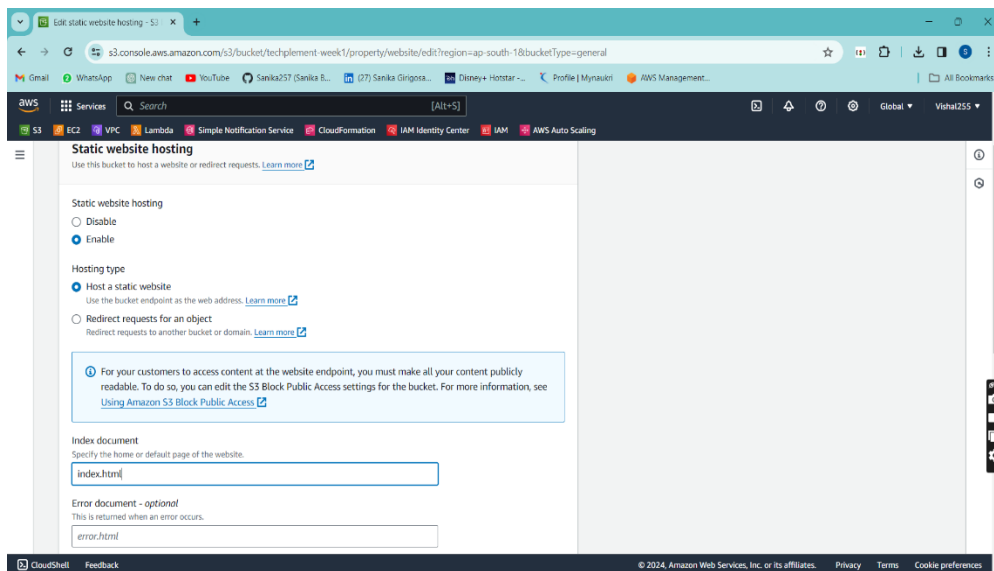 Edit static website hosting - S3
s3.console.aws.amazon.com/s3/bucket/techplement-week1/property/website/edit?region=ap-south-1&bucketType=general
Gmail WhatsApp New chat YouTube Sanika257 (Sanika B... (27) Sanika Girigosa... Disney+ Hotstar -... Profile | Mynaukri AWS Management... All Bookmarks
aws Services Search [Alt+S] Global Vishal255
S3 EC2 VPC Lambda Simple Notification Service CloudFormation IAM Identity Center IAM AWS Auto Scaling
Static website hosting
Use this bucket to host a website or redirect requests. Learn more
Static website hosting
Disable
Enable
Hosting type
Host a static website
Use the bucket endpoint as the web address. Learn more
Redirect requests for an object
Redirect requests to another bucket or domain. Learn more
For your customers to access content at the website endpoint, you must make all your content publicly
readable. To do so, you can edit the S3 Block Public Access settings for the bucket. For more information, see
Using Amazon S3 Block Public Access
Index document
Specify the home or default page of the website.
index.html
Error document - optional
This is returned when an error occurs.
error.html
CloudShell Feedback © 2024, Amazon Web Services, Inc. or its affiliates. Privacy Terms Cookie preferences